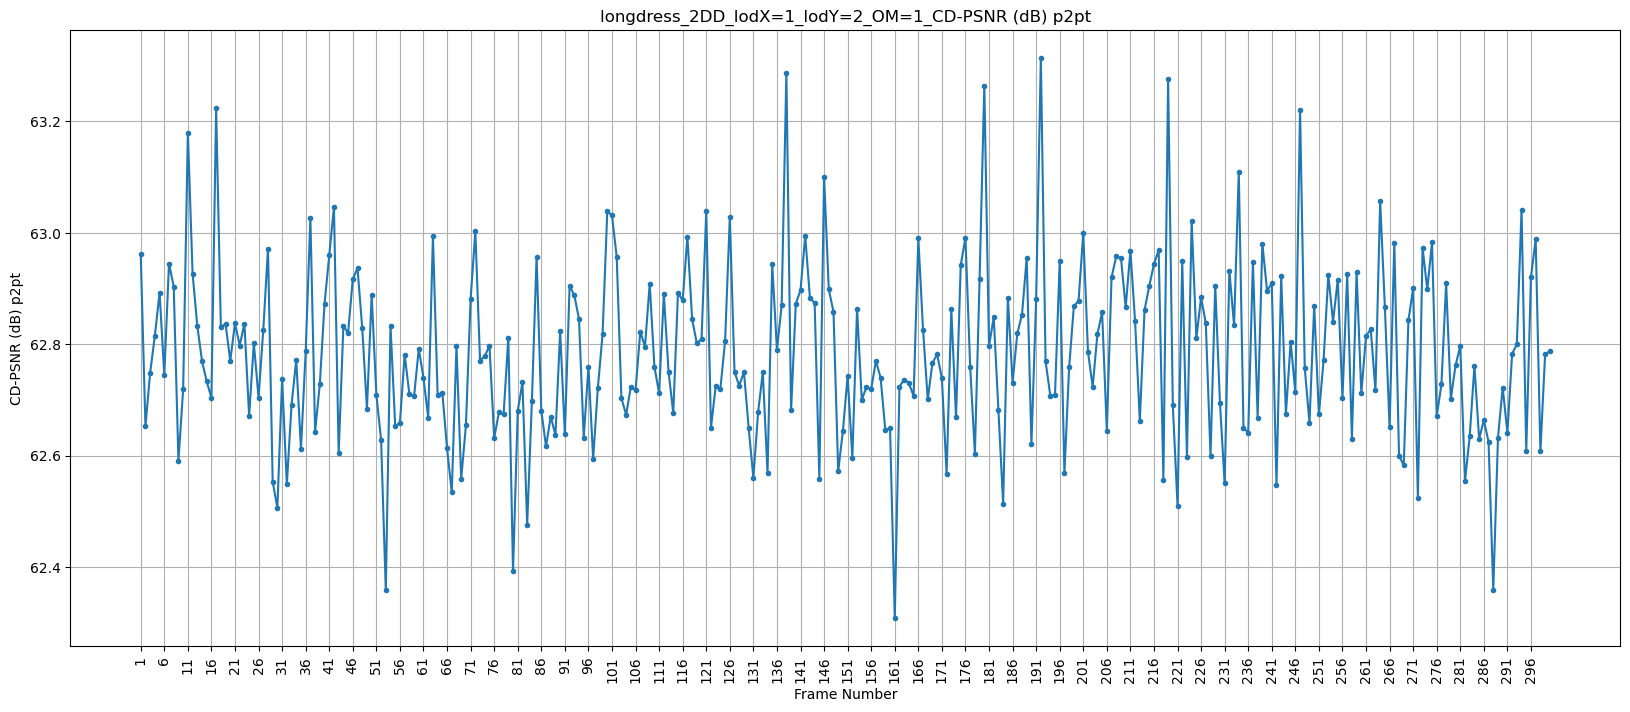 longdress_2DD_lodX=1_lodY=2_OM=1_CD-PSNR (dB) p2pt
CD-PSNR (dB) p2pt
63.2
63.0
62.8
62.6
62.4
1 6 11 16 21 26 31 36 41 46 51 56 61 66 71 76 81 86 91 96 101 106 111 116 121 126 131 136 141 146 151 156 161 166 171 176 181 186 191 196 201 206 211 216 221 226 231 236 241 246 251 256 261 266 271 276 281 286 291 296
Frame Number